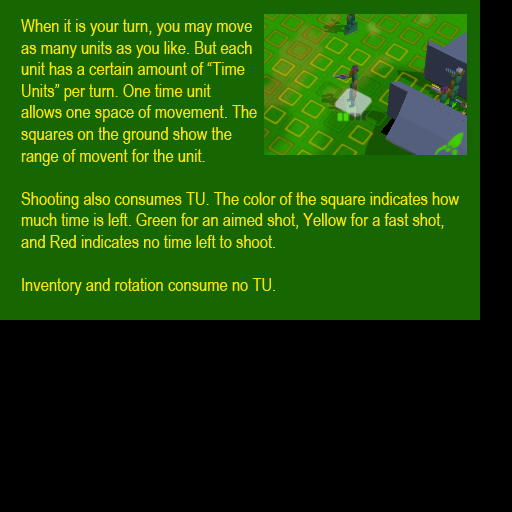 When it is your turn, you may move
as many units as you like. But each
unit has a certain amount of “Time
Units” per turn. One time unit
allows one space of movement. The
squares on the ground show the
range of movent for the unit.
Shooting also consumes TU. The color of the square indicates how
much time is left. Green for an aimed shot, Yellow for a fast shot,
and Red indicates no time left to shoot.
Inventory and rotation consume no TU.